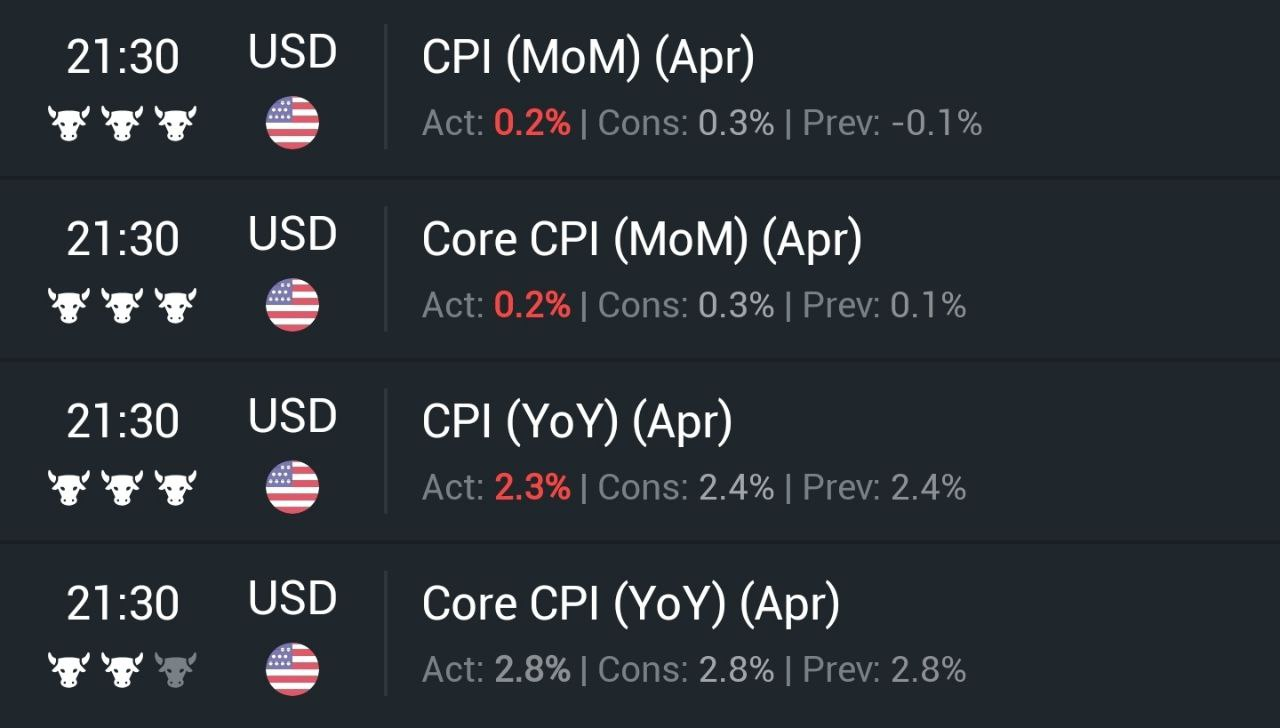 21:30 USD CPI (MoM) (Apr)
Act: 0.2% | Cons: 0.3% | Prev: -0.1%
21:30 USD Core CPI (MoM) (Apr)
Act: 0.2% | Cons: 0.3% | Prev: 0.1%
21:30 USD CPI (YoY) (Apr)
Act: 2.3% | Cons: 2.4% | Prev: 2.4%
21:30 USD Core CPI (YoY) (Apr)
Act: 2.8% | Cons: 2.8% | Prev: 2.8%